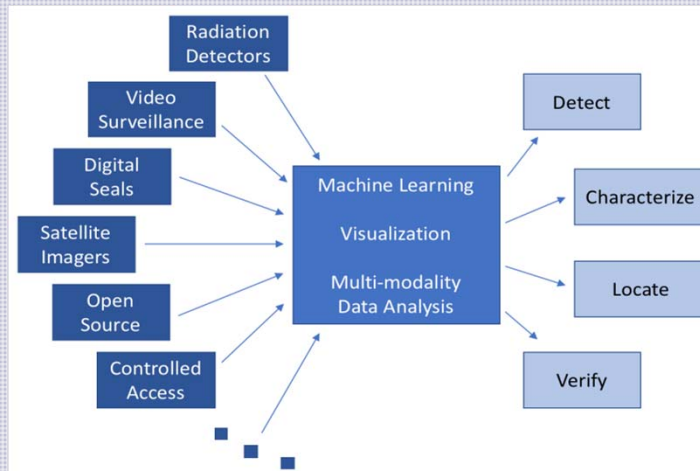 Radiation
Detectors
Video
Surveillance
Digital
Seals
Satellite
Imagers
Open
Source
Controlled
Access
Machine Learning
Visualization
Multi-modality
Data Analysis
Detect
Characterize
Locate
Verify